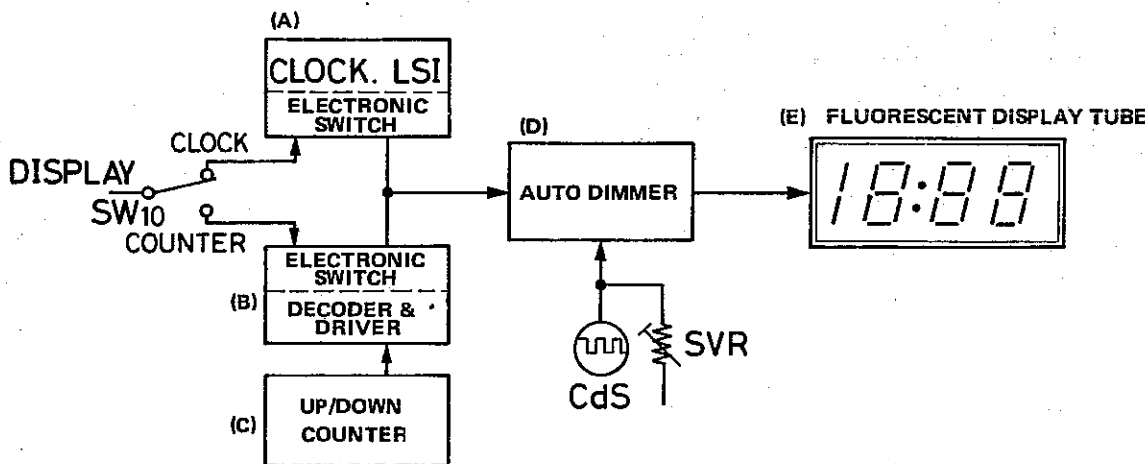 (A)
CLOCK. LSI
ELECTRONIC
SWITCH
CLOCK
DISPLAY
SW10
COUNTER
ELECTRONIC
SWITCH
(B)
DECODER &
DRIVER
(C)
UP/DOWN
COUNTER
(D)
AUTO DIMMER
SVR
CdS
(E) FLUORESCENT DISPLAY TUBE
18:88